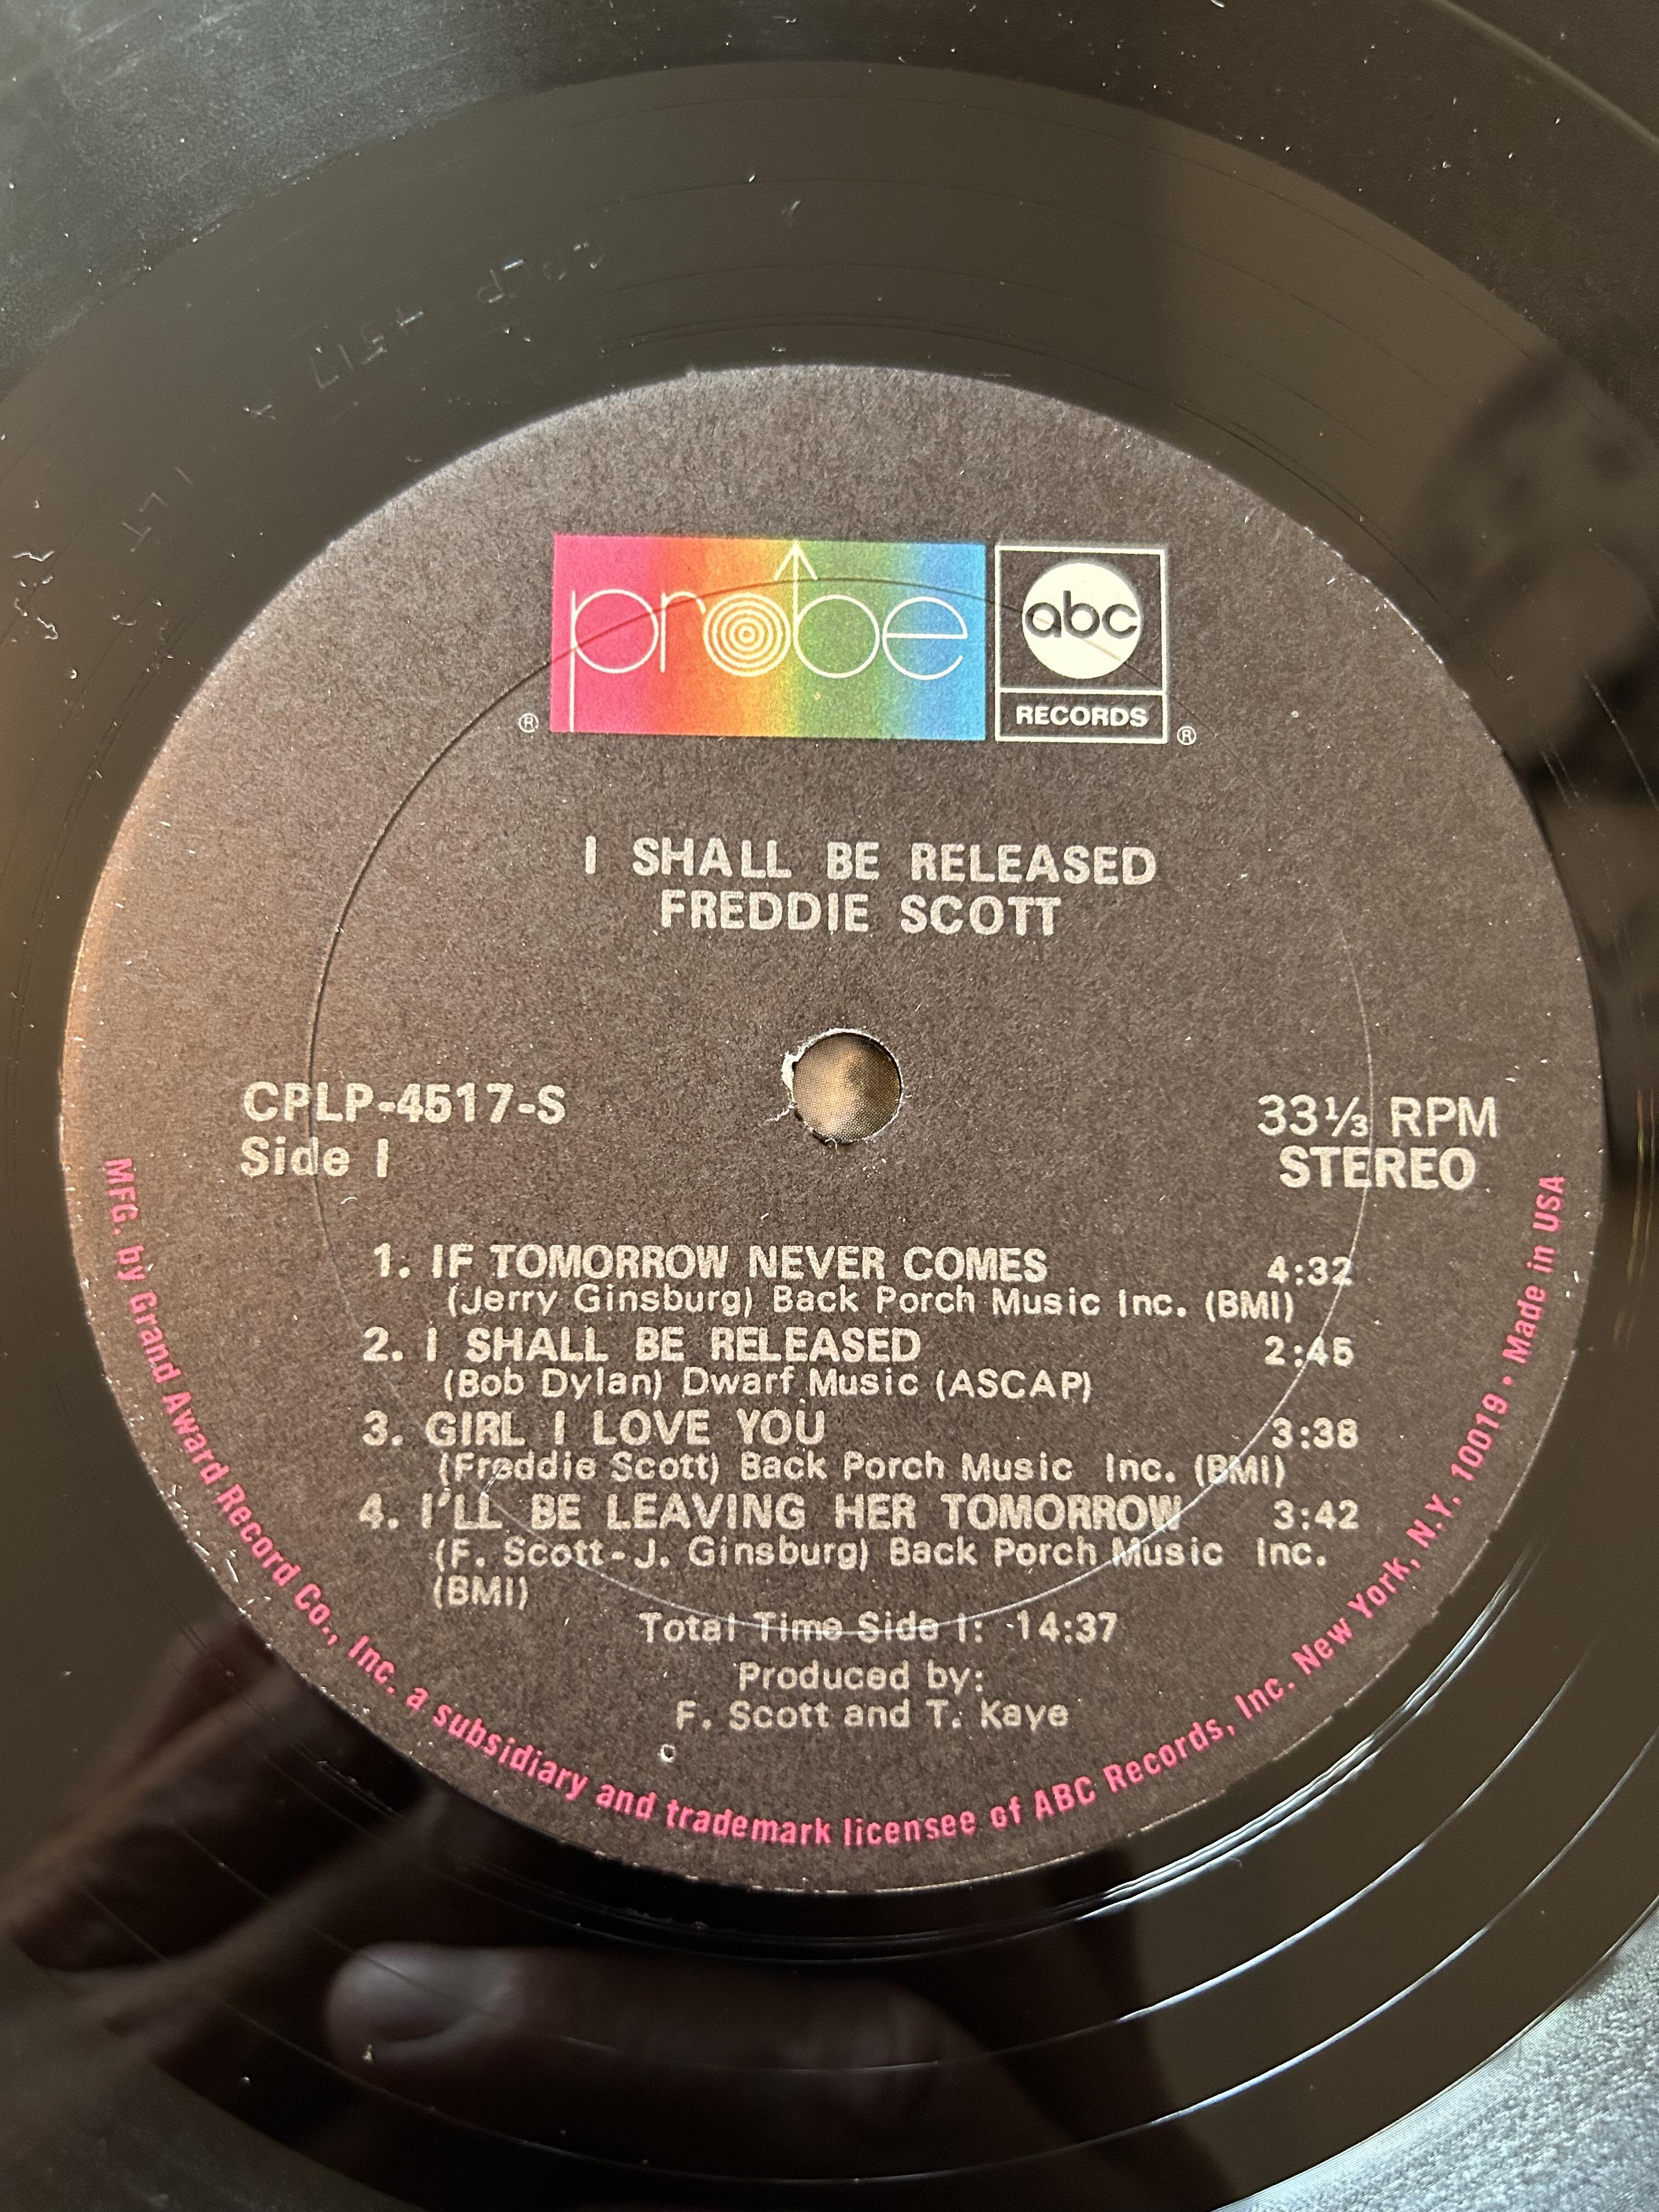 CPLP 4517
LT
probe
abc
RECORDS
® ®
I SHALL BE RELEASED
FREDDIE SCOTT
CPLP-4517-S
Side I
33⅓ RPM
STEREO
1. IF TOMORROW NEVER COMES 4:32
(Jerry Ginsburg) Back Porch Music Inc. (BMI)
2. I SHALL BE RELEASED 2:45
(Bob Dylan) Dwarf Music (ASCAP)
3. GIRL I LOVE YOU 3:38
(Freddie Scott) Back Porch Music Inc. (BMI)
4. I'LL BE LEAVING HER TOMORROW 3:42
(F. Scott-J. Ginsburg) Back Porch Music Inc.
(BMI)
Total Time Side I: 14:37
Produced by:
F. Scott and T. Kaye
MFG. by Grand Award Record Co., Inc. a subsidiary and trademark licensee of ABC Records, Inc. New York, N.Y. 10019 • Made in USA